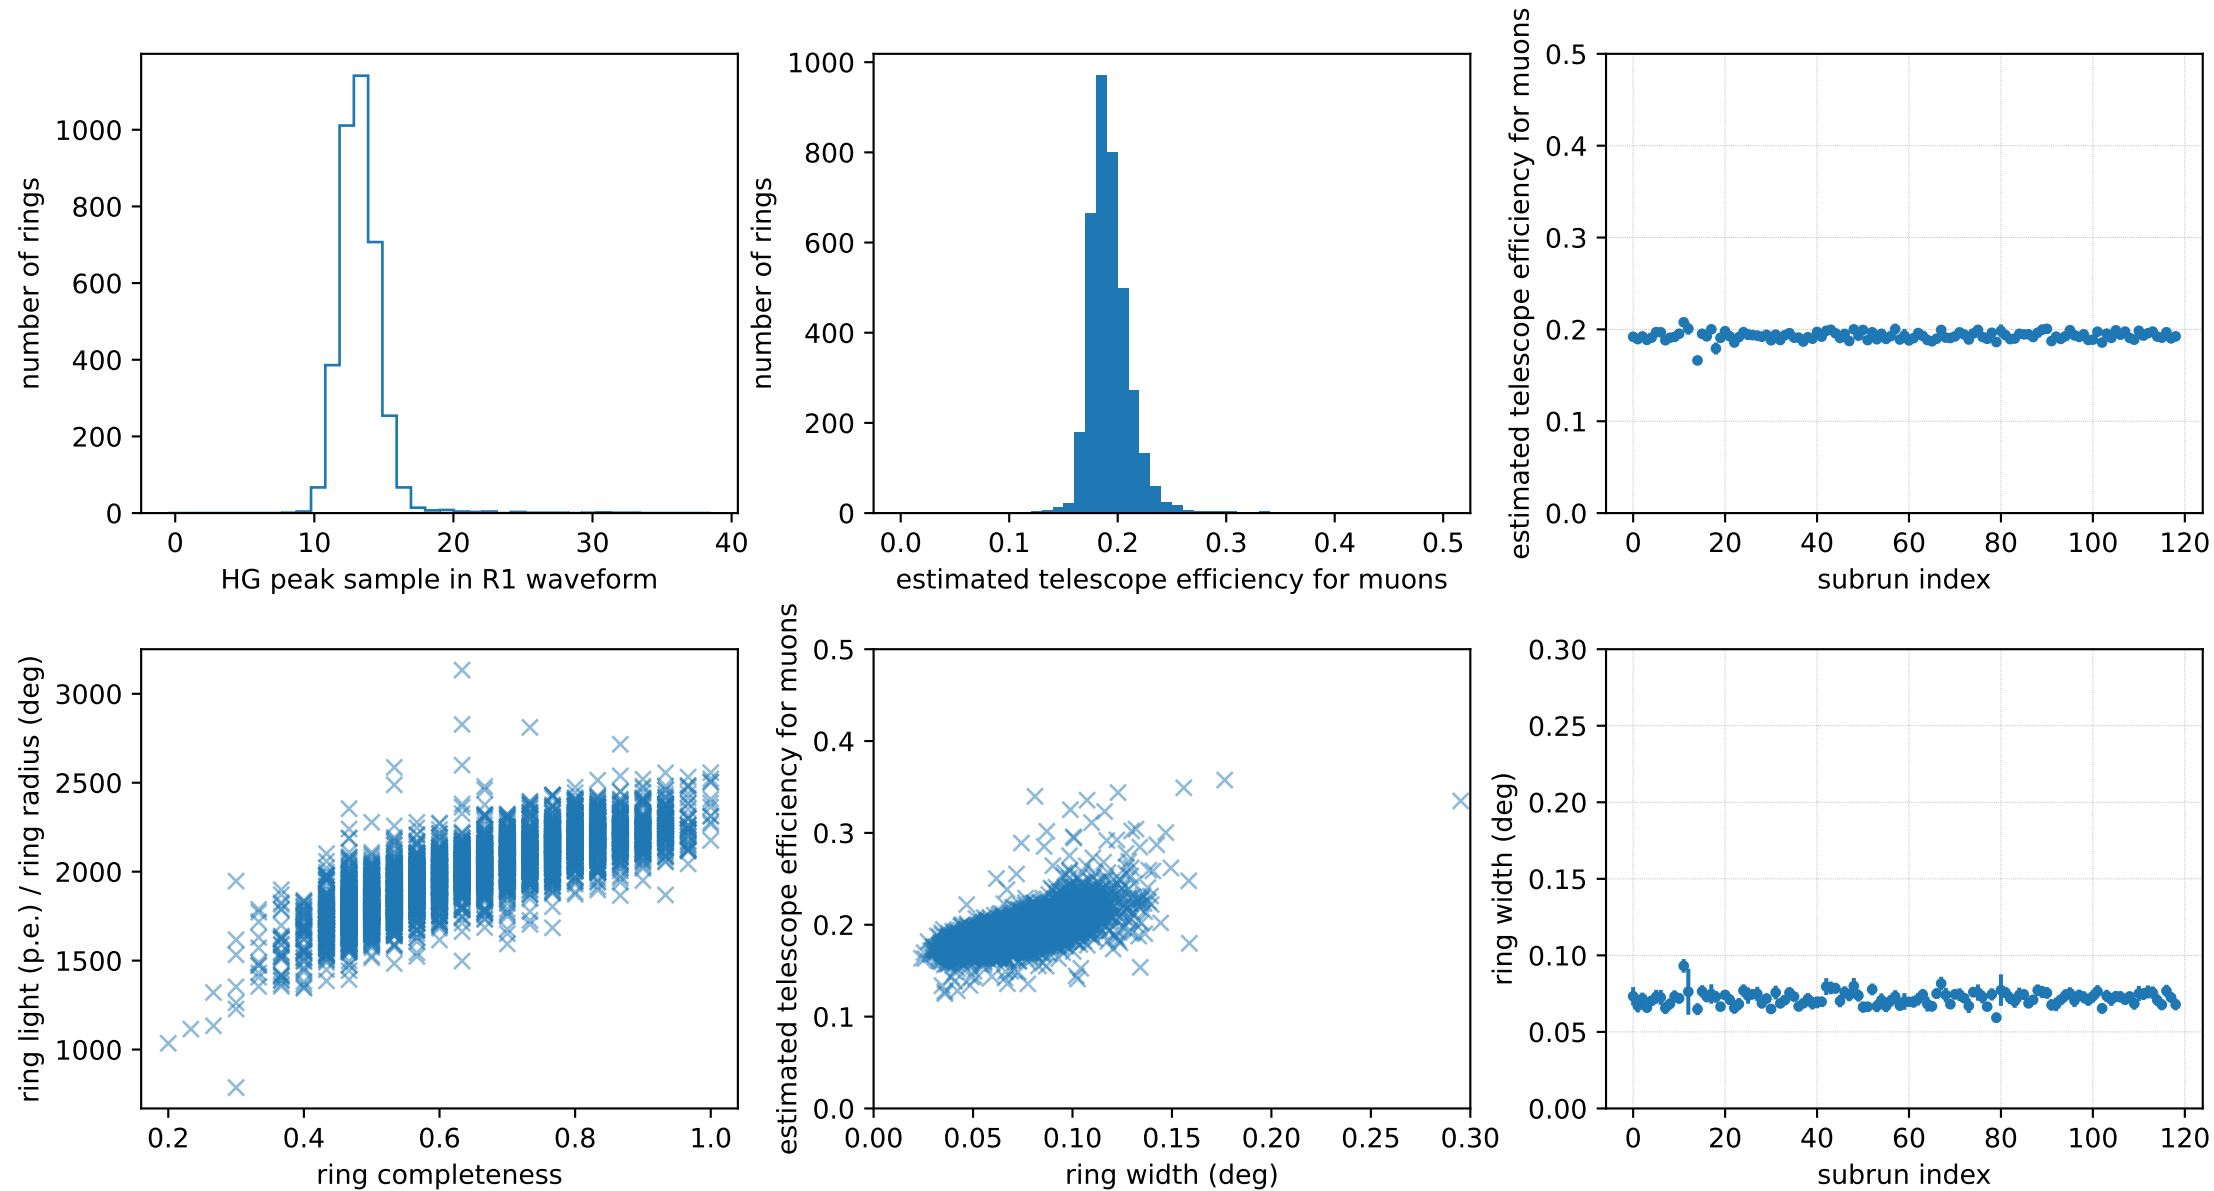 1000
800
600
400
200
0
number of rings
0 10 20 30 40
HG peak sample in R1 waveform
1000
800
600
400
200
0
number of rings
0.0 0.1 0.2 0.3 0.4 0.5
estimated telescope efficiency for muons
0.5
0.4
0.3
0.2
0.1
0.0
estimated telescope efficiency for muons
0 20 40 60 80 100 120
subrun index
3000
2500
2000
1500
1000
ring light (p.e.) / ring radius (deg)
0.2 0.4 0.6 0.8 1.0
ring completeness
0.5
0.4
0.3
0.2
0.1
0.0
estimated telescope efficiency for muons
0.00 0.05 0.10 0.15 0.20 0.25 0.30
ring width (deg)
0.30
0.25
0.20
0.15
0.10
0.05
0.00
ring width (deg)
0 20 40 60 80 100 120
subrun index